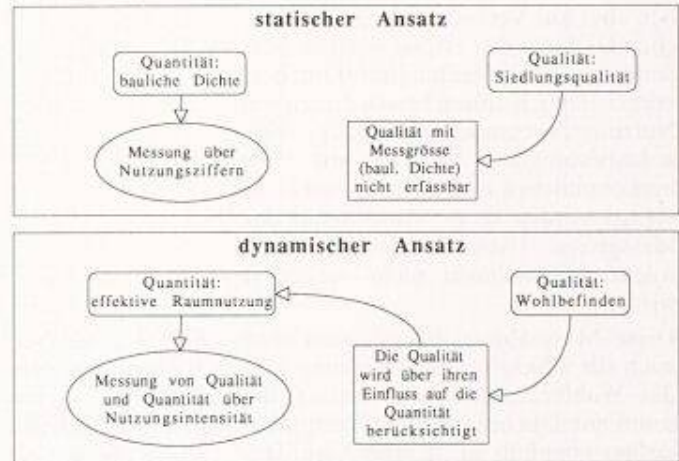 statischer Ansatz
Quantität:
bauliche Dichte
Messung über
Nutzungsziffern
Qualität:
Siedlungsqualität
Qualität mit
Messgrösse
(baul. Dichte)
nicht erfassbar
dynamischer Ansatz
Quantität:
effektive Raumnutzung
Messung von Qualität
und Quantität über
Nutzungsintensität
Qualität:
Wohlbefinden
Die Qualität
wird über ihren
Einfluss auf die
Quantität
berücksichtigt